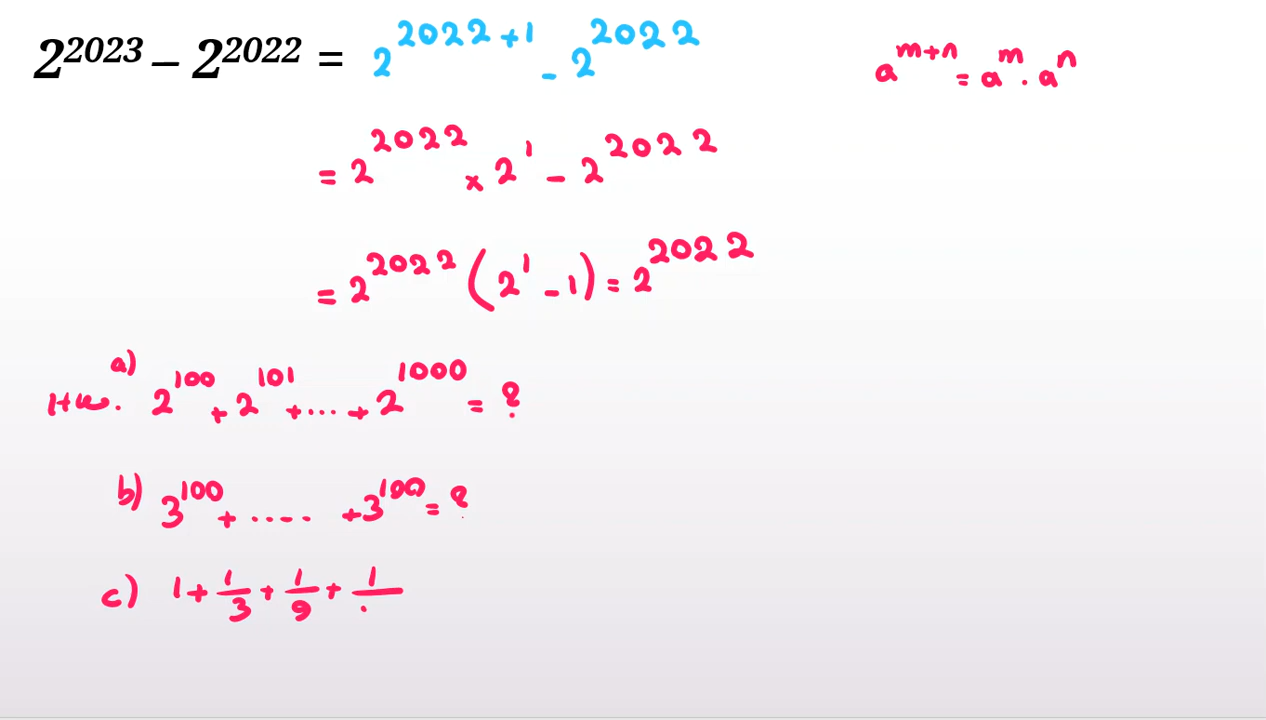 2^2023 – 2^2022 = 2^2022+1 - 2^2022
a^m+n = a^m . a^n
= 2^2022 × 2^1 - 2^2022
= 2^2022 (2^1 - 1) = 2^2022
a)
H.w. 2^100 + 2^101 + ... + 2^1000 = ?
b) 3^100 + ..... + 3^100 = ?
c) 1 + 1/3 + 1/9 + 1/.